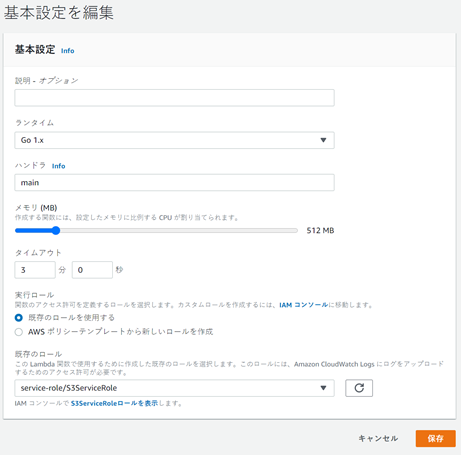 基本設定を編集
基本設定 Info
説明 - オプション
ランタイム
Go 1.x
ハンドラ Info
main
メモリ (MB)
作成する関数には、設定したメモリに比例する CPU が割り当てられます。
512 MB
タイムアウト
3 分 0 秒
実行ロール
関数のアクセス許可を定義するロールを選択します。カスタムロールを作成するには、IAM コンソールに移動します。
既存のロールを使用する
AWS ポリシーテンプレートから新しいロールを作成
既存のロール
この Lambda 関数で使用するために作成した既存のロールを選択します。このロールには、Amazon CloudWatch Logs にログをアップロード
するためのアクセス許可が必要です。
service-role/S3ServiceRole
IAM コンソールで S3ServiceRoleロールを表示します。
キャンセル 保存